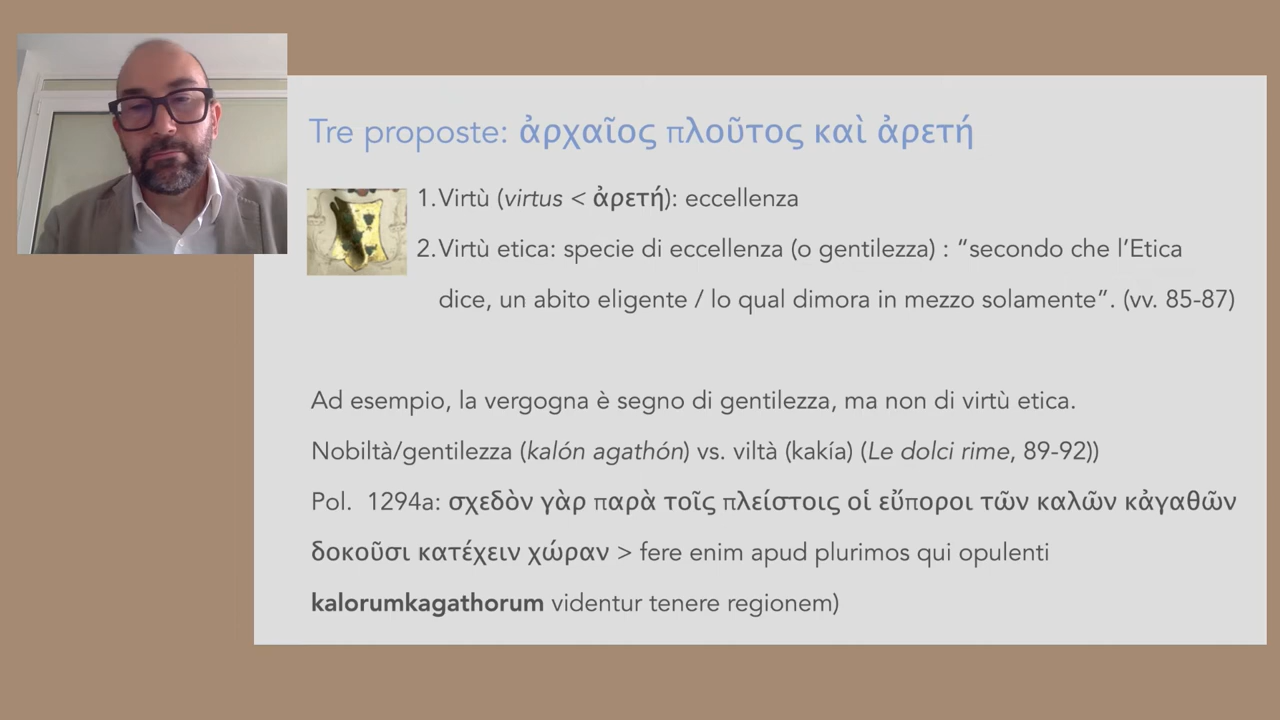 Tre proposte: ἀρχαῖος πλοῦτος καὶ ἀρετή
1. Virtù (virtus < ἀρετή): eccellenza
2. Virtù etica: specie di eccellenza (o gentilezza) : “secondo che l’Etica
dice, un abito eligente / lo qual dimora in mezzo solamente”. (vv. 85-87)
Ad esempio, la vergogna è segno di gentilezza, ma non di virtù etica.
Nobiltà/gentilezza (kalón agathón) vs. viltà (kakía) (Le dolci rime, 89-92))
Pol. 1294a: σχεδὸν γὰρ παρὰ τοῖς πλείστοις οἱ εὔποροι τῶν καλῶν κἀγαθῶν
δοκοῦσι κατέχειν χώραν > fere enim apud plurimos qui opulenti
kalorumkagathorum videntur tenere regionem)